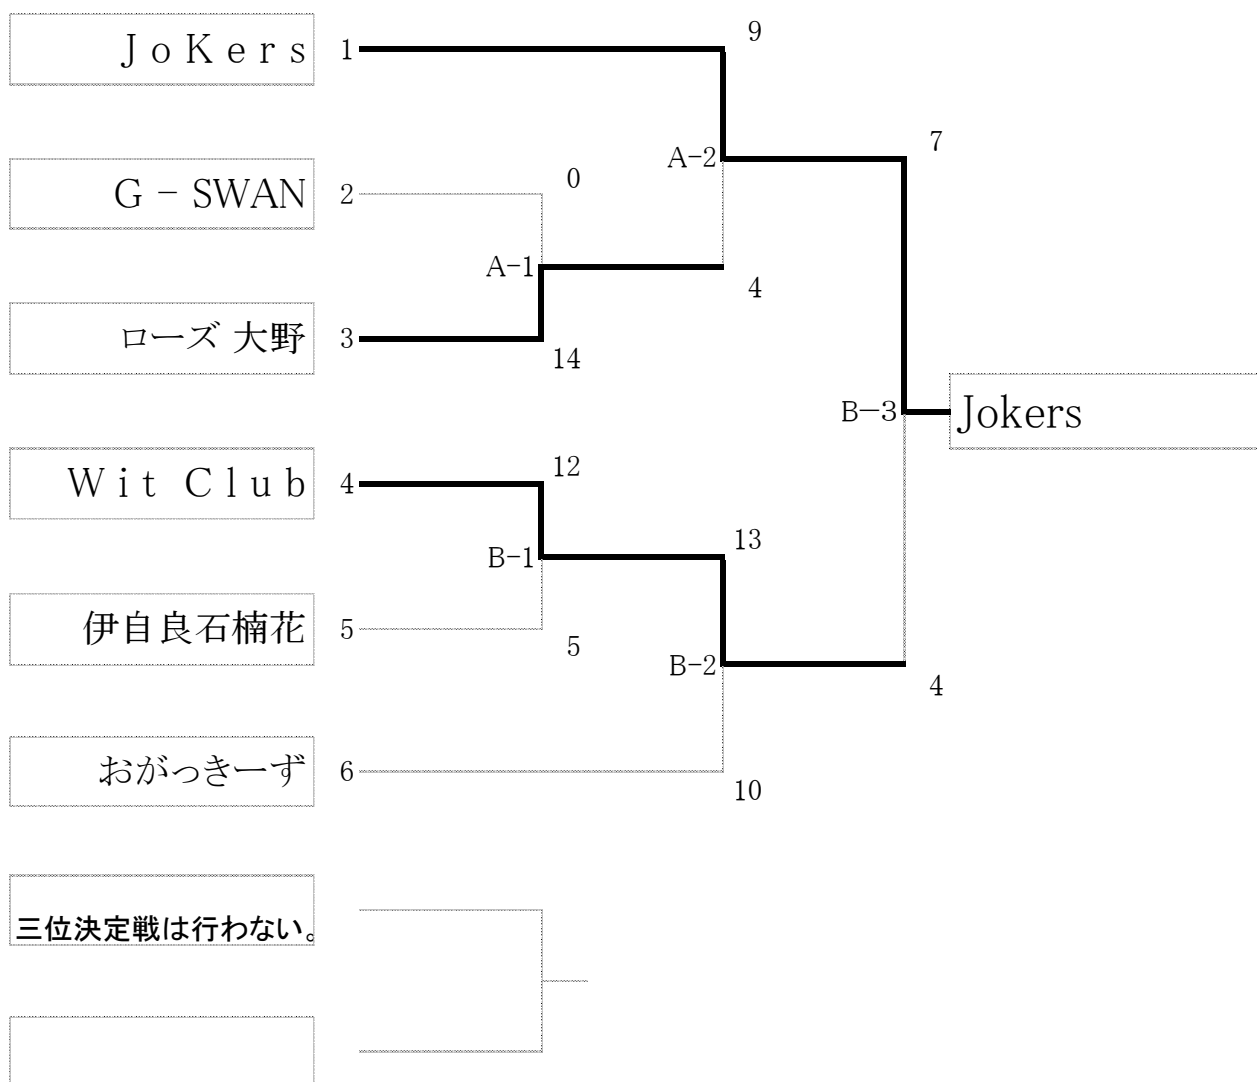 JoKers 1
9
7
A-2
G－SWAN 2
0
A-1
4
ローズ 大野 3
14
B－3
Jokers
Wit Club 4
12
13
B-1
伊自良石楠花 5
5
B-2
4
おがっきーず 6
10
三位決定戦は行わない。